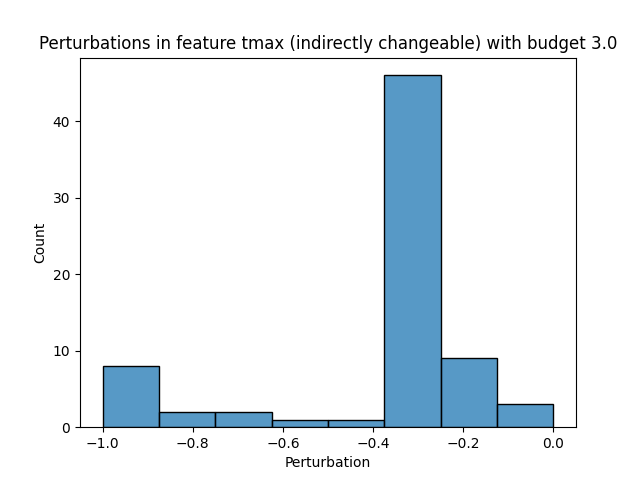 Perturbations in feature tmax (indirectly changeable) with budget 3.0
Count
40
30
20
10
0
−1.0 −0.8 −0.6 −0.4 −0.2 0.0
Perturbation